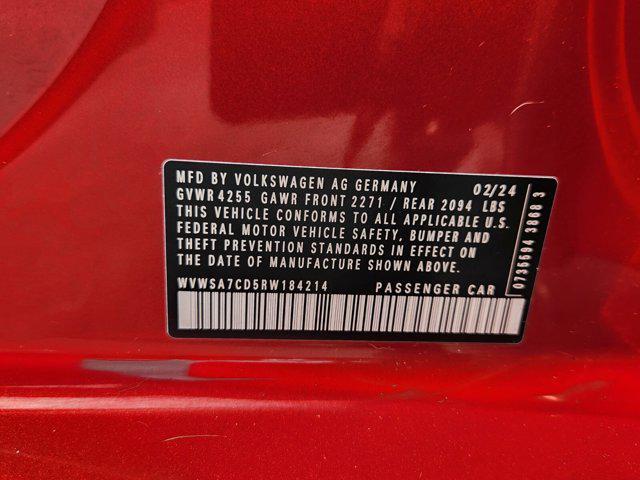 MFD BY VOLKSWAGEN AG GERMANY 02/24
GVWR 4255 GAWR FRONT 2271 / REAR 2094 LBS
THIS VEHICLE CONFORMS TO ALL APPLICABLE U.S.
FEDERAL MOTOR VEHICLE SAFETY, BUMPER AND
THEFT PREVENTION STANDARDS IN EFFECT ON
THE DATE OF MANUFACTURE SHOWN ABOVE.
WVWSA7CD5RW184214 PASSENGER CAR
0735594 3868 3